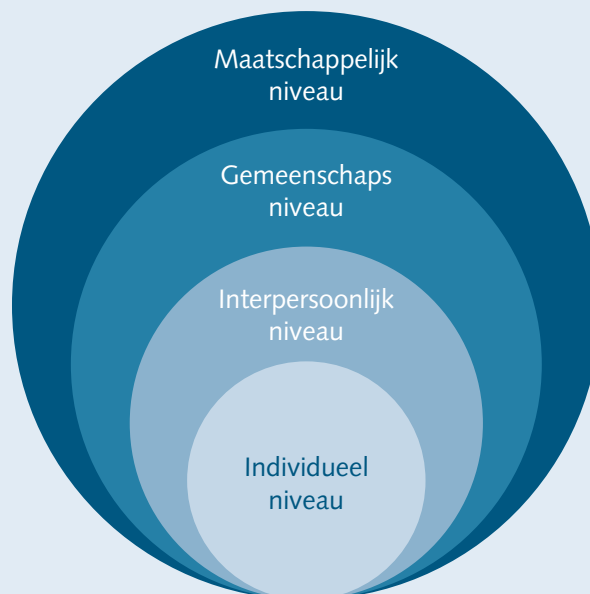 Maatschappelijk
niveau
Gemeenschaps
niveau
Interpersoonlijk
niveau
Individueel
niveau